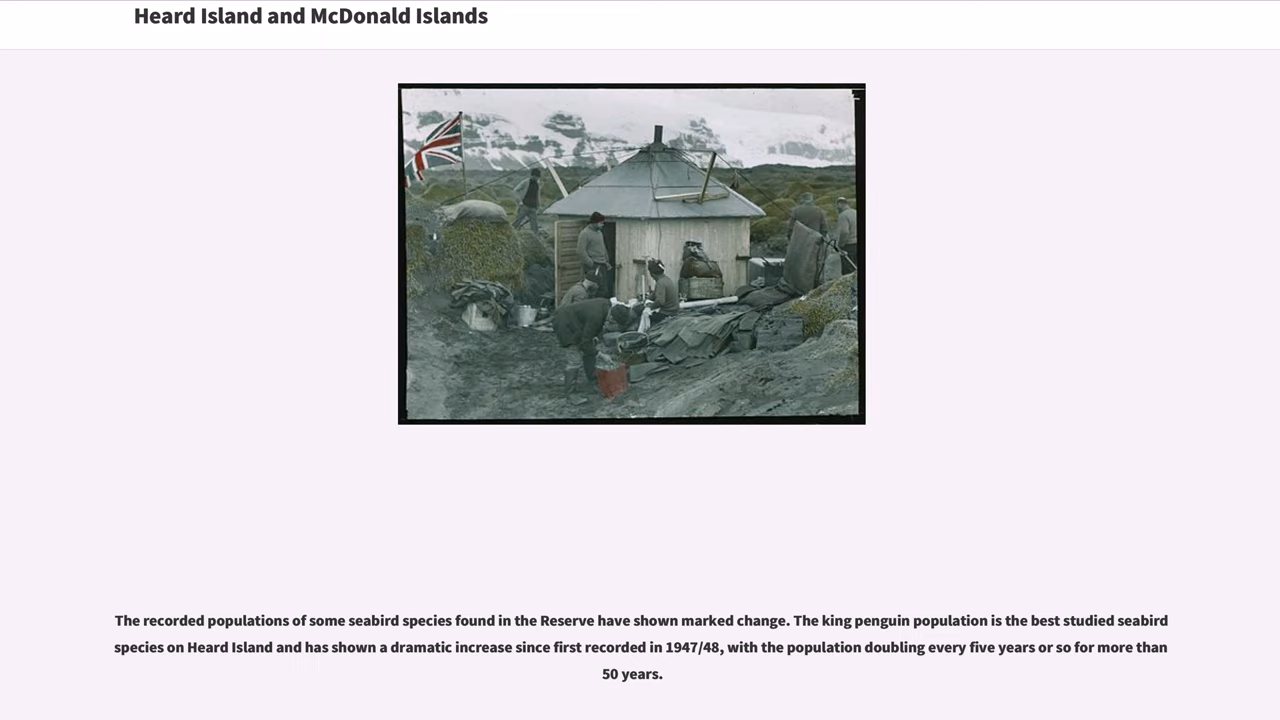 Heard Island and McDonald Islands
The recorded populations of some seabird species found in the Reserve have shown marked change. The king penguin population is the best studied seabird
species on Heard Island and has shown a dramatic increase since first recorded in 1947/48, with the population doubling every five years or so for more than
50 years.